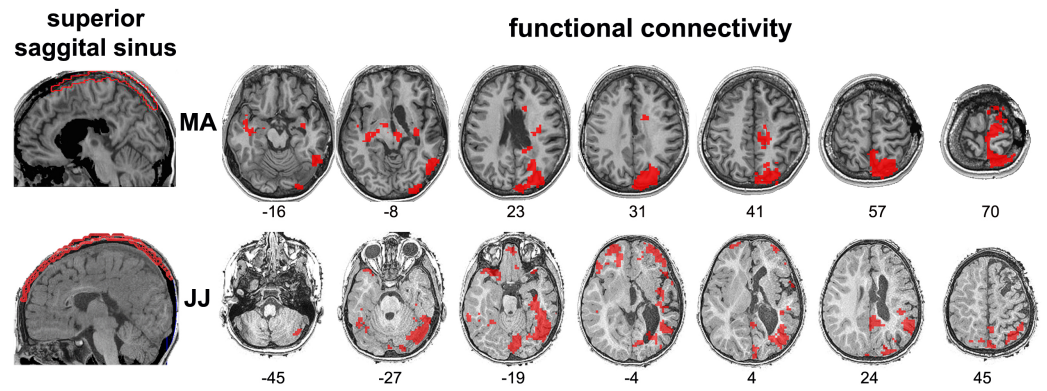 superior
saggital sinus
functional connectivity
MA
-16 -8 23 31 41 57 70
JJ
-45 -27 -19 -4 4 24 45